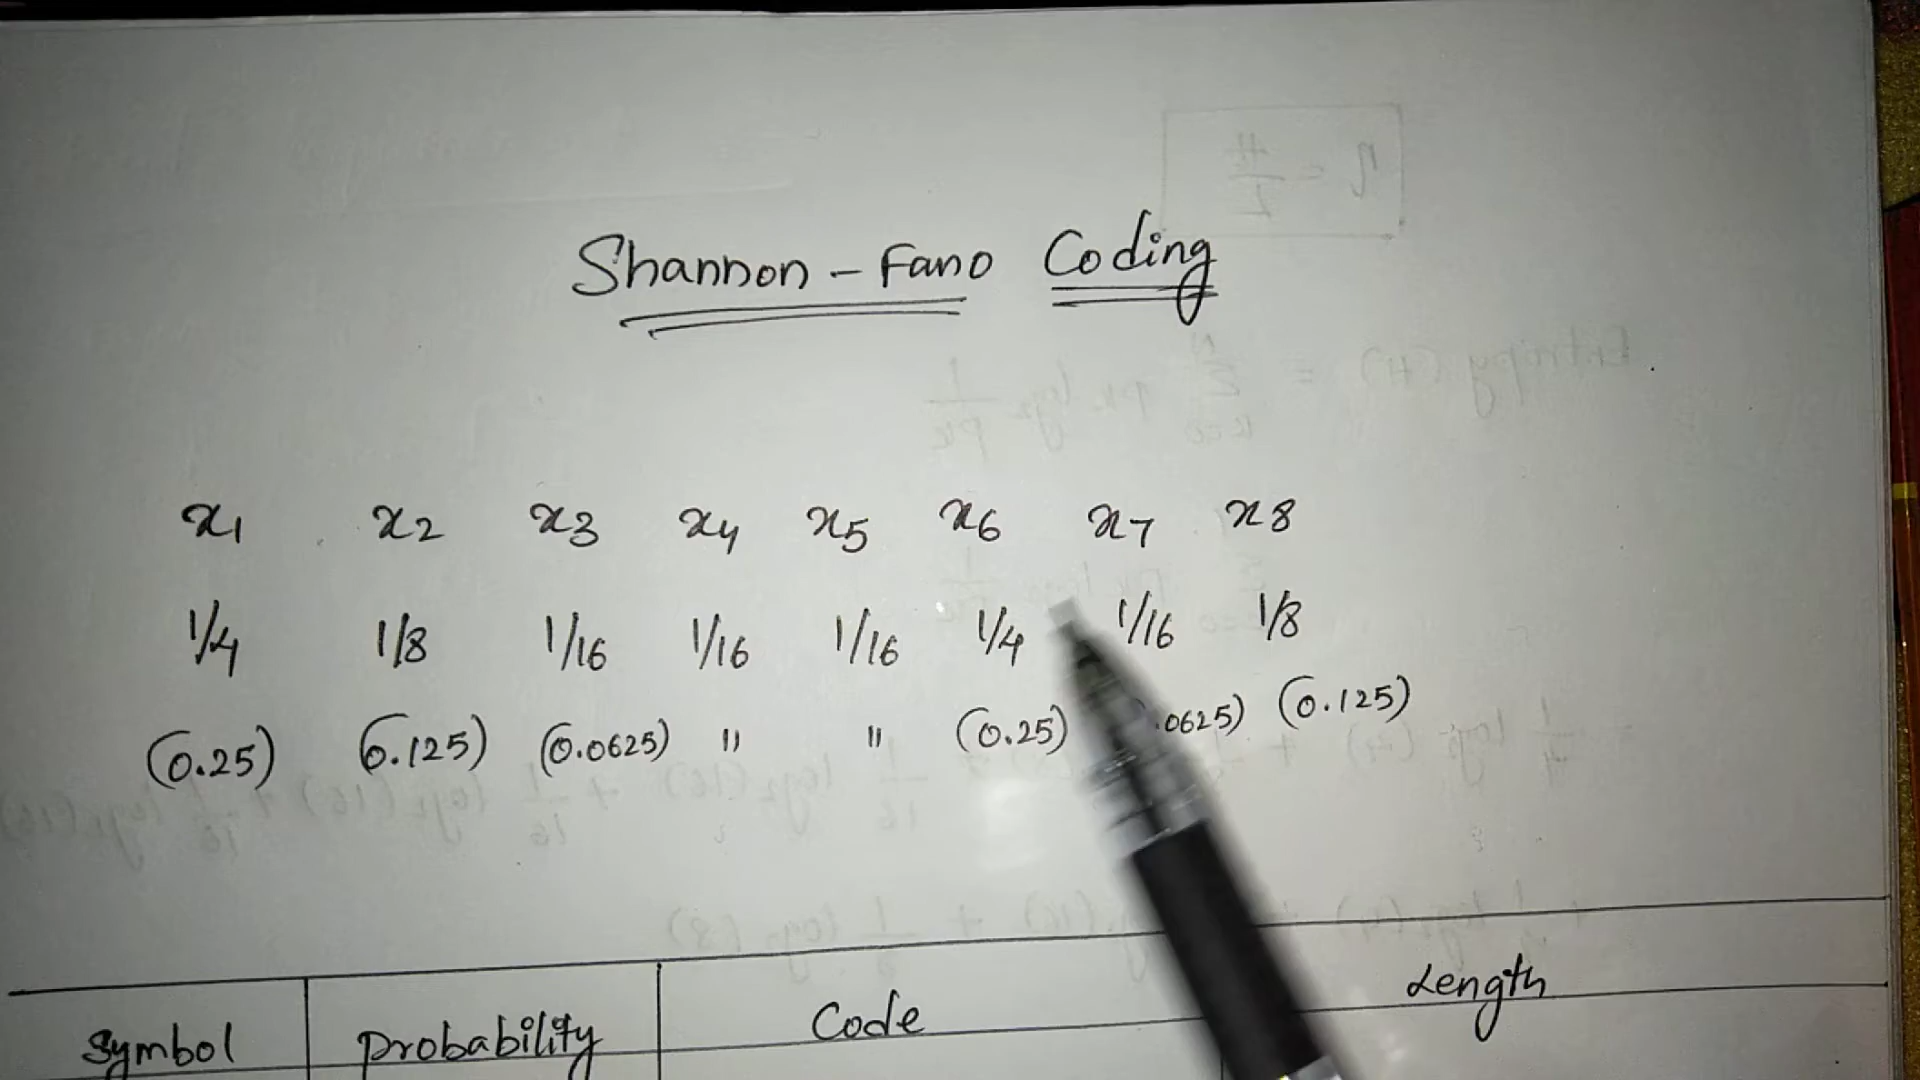 Shannon - Fano Coding
x1 x2 x3 x4 x5 x6 x7 x8
1/4 1/8 1/16 1/16 1/16 1/4 1/16 1/8
(0.25) (0.125) (0.0625) " " (0.25) .0625) (0.125)
Symbol Probability Code Length